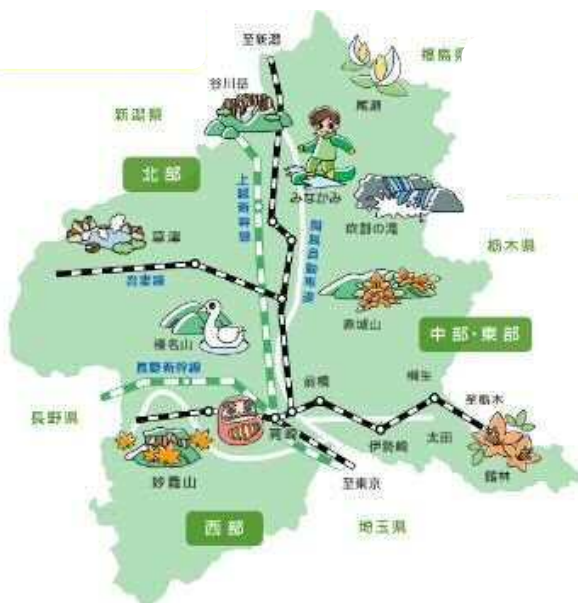 至新潟
福島県
谷川岳
尾瀬
新潟県
北部
みなかみ
上越新幹線
吹割の滝
関越自動車道
草津
栃木県
吾妻線
赤城山
榛名山
中部・東部
長野新幹線
前橋
桐生
至栃木
長野県
高崎
伊勢崎
太田
館林
妙義山
至東京
西部
埼玉県